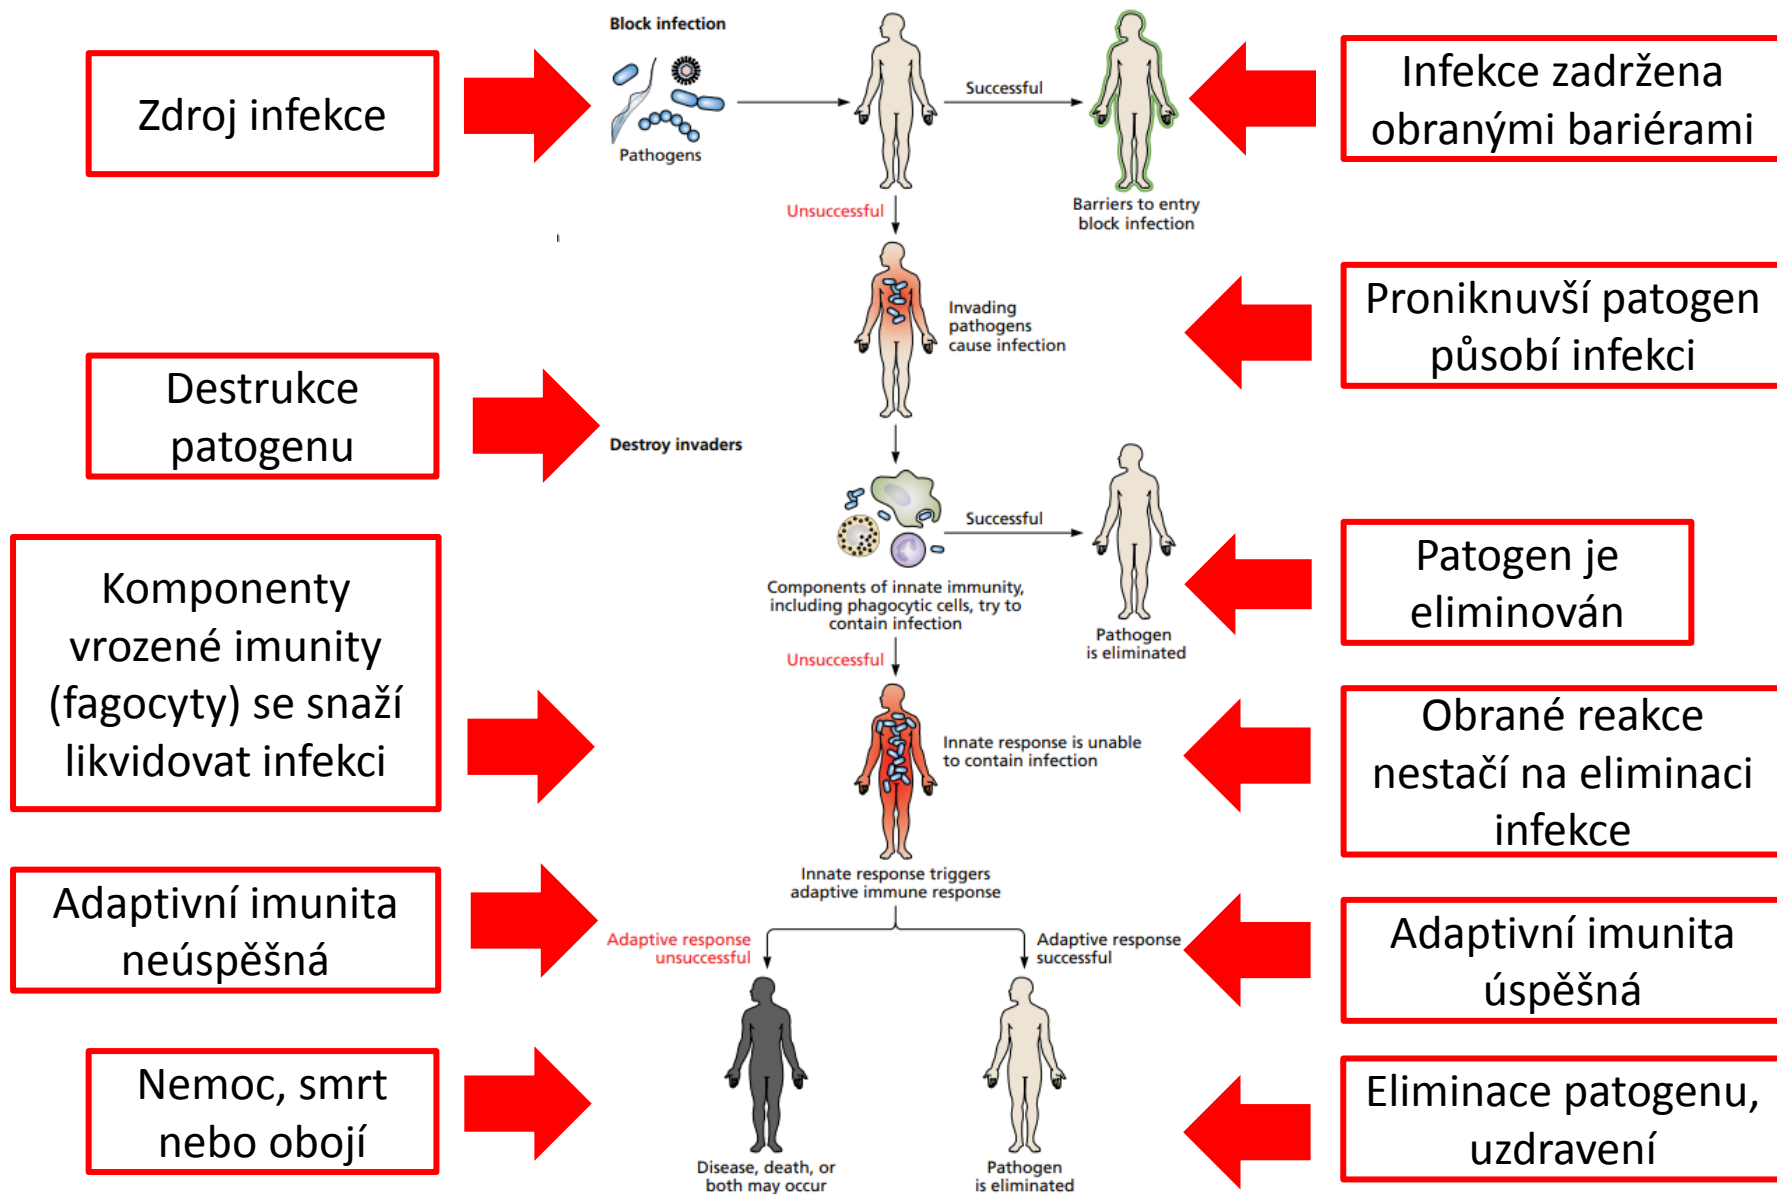 Block infection
Zdroj infekce
Pathogens
Successful
Infekce zadržena
obranými bariérami
Barriers to entry
block infection
Unsuccessful
Invading
pathogens
cause infection
Proniknuvší patogen
působí infekci
Destrukce
patogenu
Destroy invaders
Successful
Components of innate immunity,
including phagocytic cells, try to
contain infection
Pathogen
is eliminated
Patogen je
eliminován
Komponenty
vrozené imunity
(fagocyty) se snaží
likvidovat infekci
Unsuccessful
Innate response is unable
to contain infection
Obrané reakce
nestačí na eliminaci
infekce
Innate response triggers
adaptive immune response
Adaptivní imunita
neúspěšná
Adaptive response
unsuccessful
Adaptive response
successful
Adaptivní imunita
úspěšná
Nemoc, smrt
nebo obojí
Disease, death, or
both may occur
Pathogen
is eliminated
Eliminace patogenu,
uzdravení